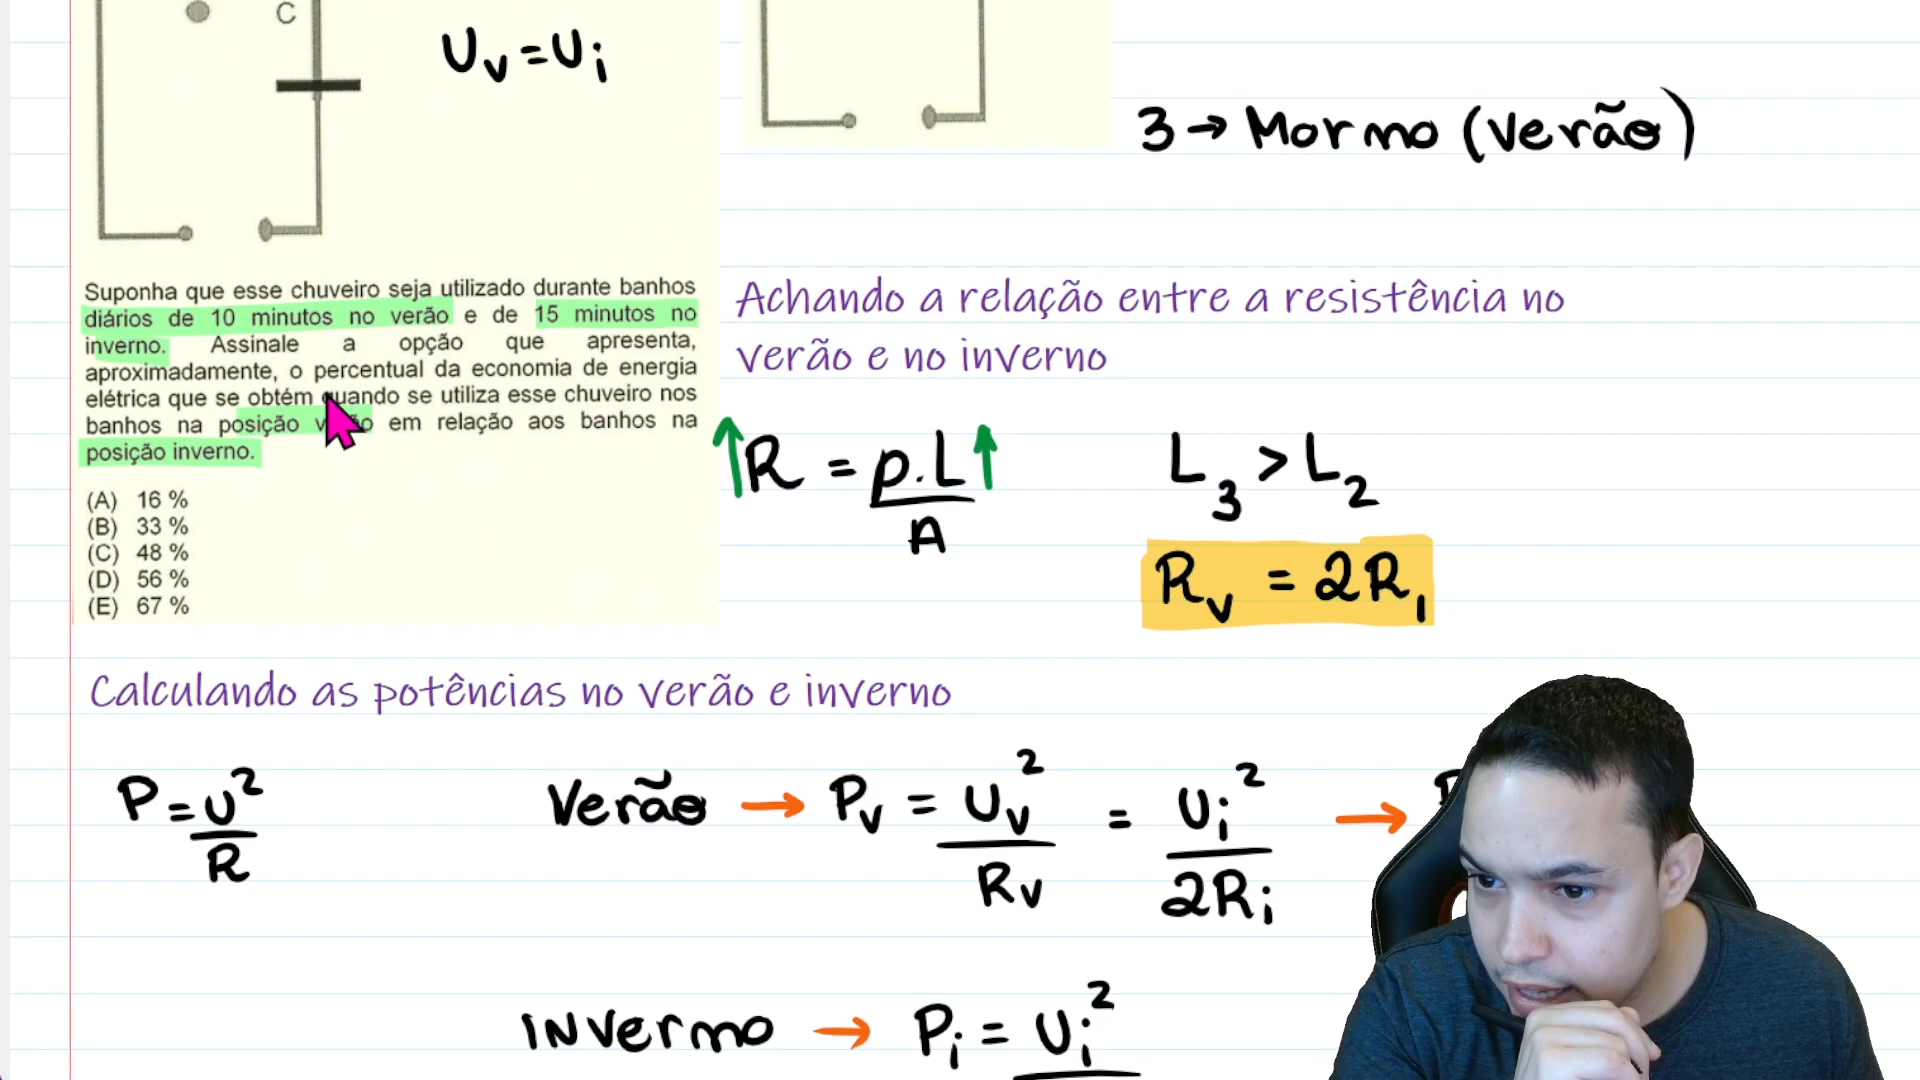 C
Uv = Ui
3 → Morno (verão)
Suponha que esse chuveiro seja utilizado durante banhos
diários de 10 minutos no verão e de 15 minutos no
inverno. Assinale a opção que apresenta,
aproximadamente, o percentual da economia de energia
elétrica que se obtém quando se utiliza esse chuveiro nos
banhos na posição verão em relação aos banhos na
posição inverno.
(A) 16 %
(B) 33 %
(C) 48 %
(D) 56 %
(E) 67 %
Achando a relação entre a resistência no
verão e no inverno
↑R = ρ.L↑
A
L3 > L2
Rv = 2Ri
Calculando as potências no verão e inverno
P = U²
R
Verão → Pv = Uv² = Ui² →
Rv 2Ri
inverno → Pi = Ui²